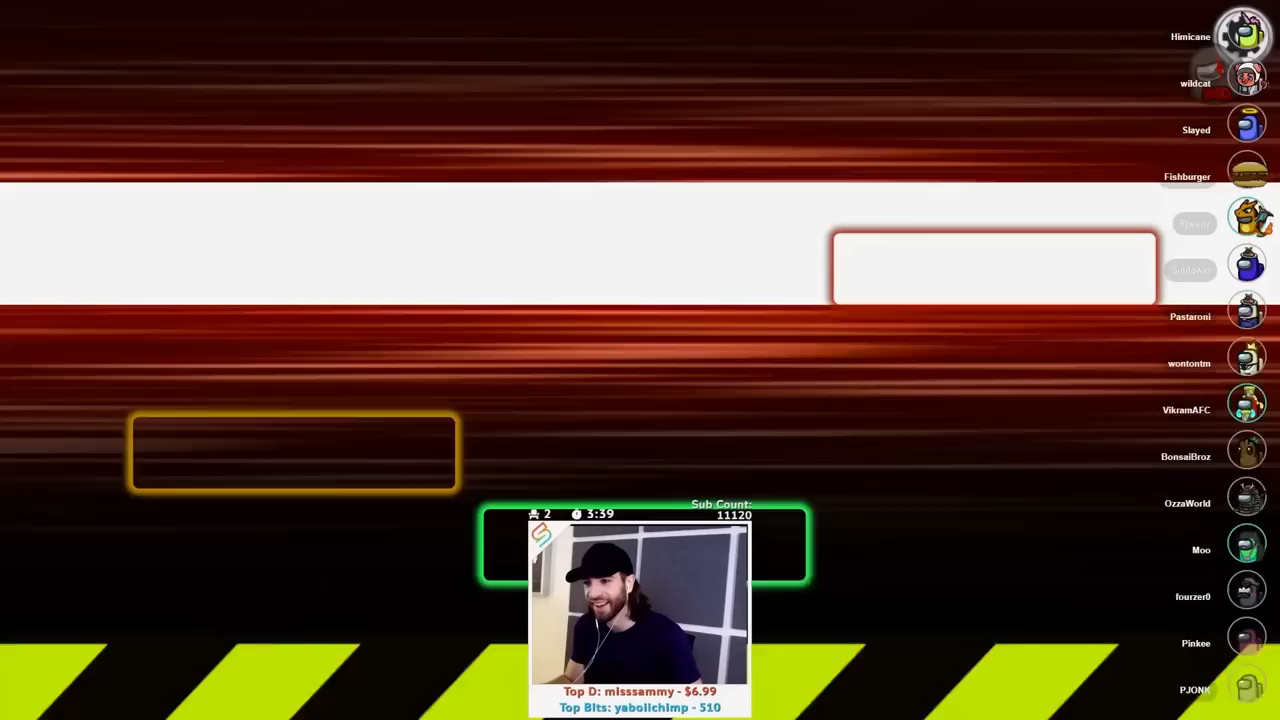 Himicane
wildcat
Slayed
Fishburger
Speedy
Pastaroni
wontontm
VikramAFC
BonsaiBroz
OzzaWorld
Moo
fourzer0
Pinkee
PJONK
Sub Count:
2 3:39 11120
Top D: misssammy - $6.99
Top Bits: yaboiichimp - 510